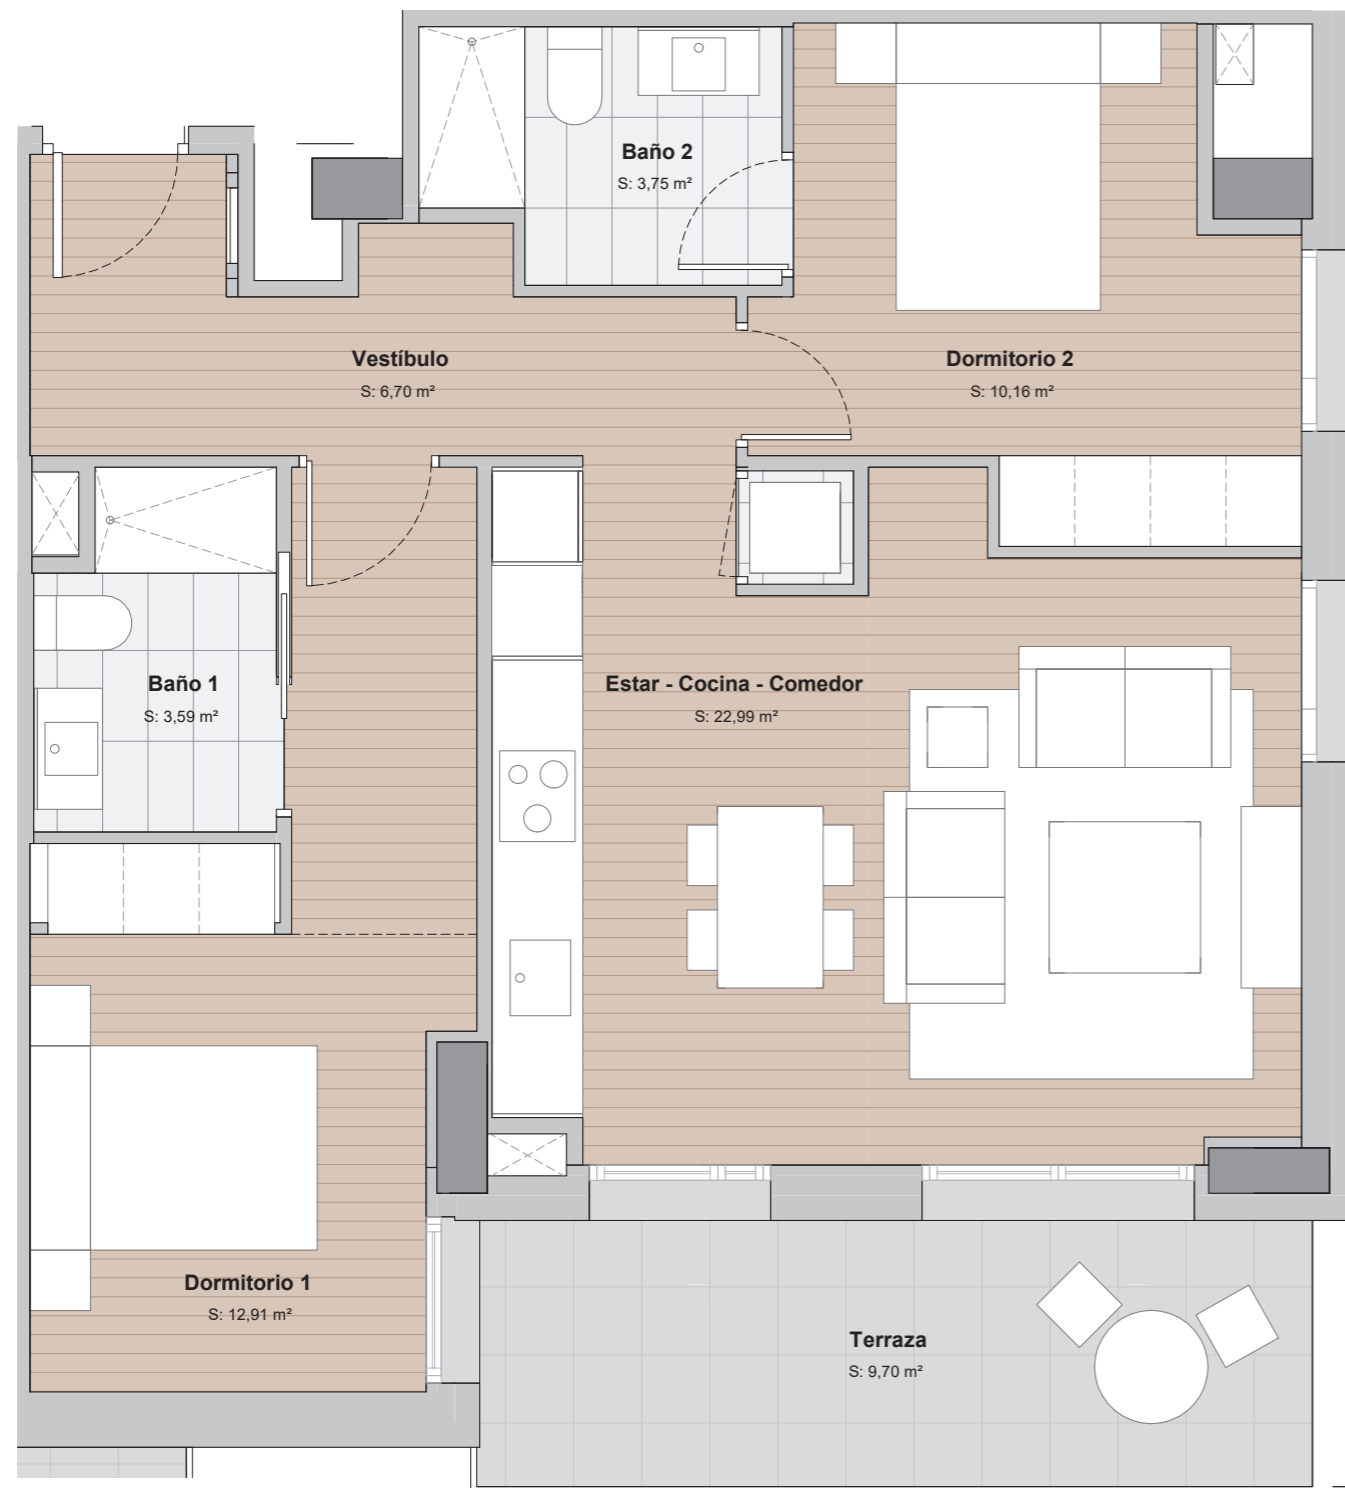 Baño 2
S: 3,75 m²
Vestíbulo
S: 6,70 m²
Dormitorio 2
S: 10,16 m²
Baño 1
S: 3,59 m²
Estar - Cocina - Comedor
S: 22,99 m²
Dormitorio 1
S: 12,91 m²
Terraza
S: 9,70 m²